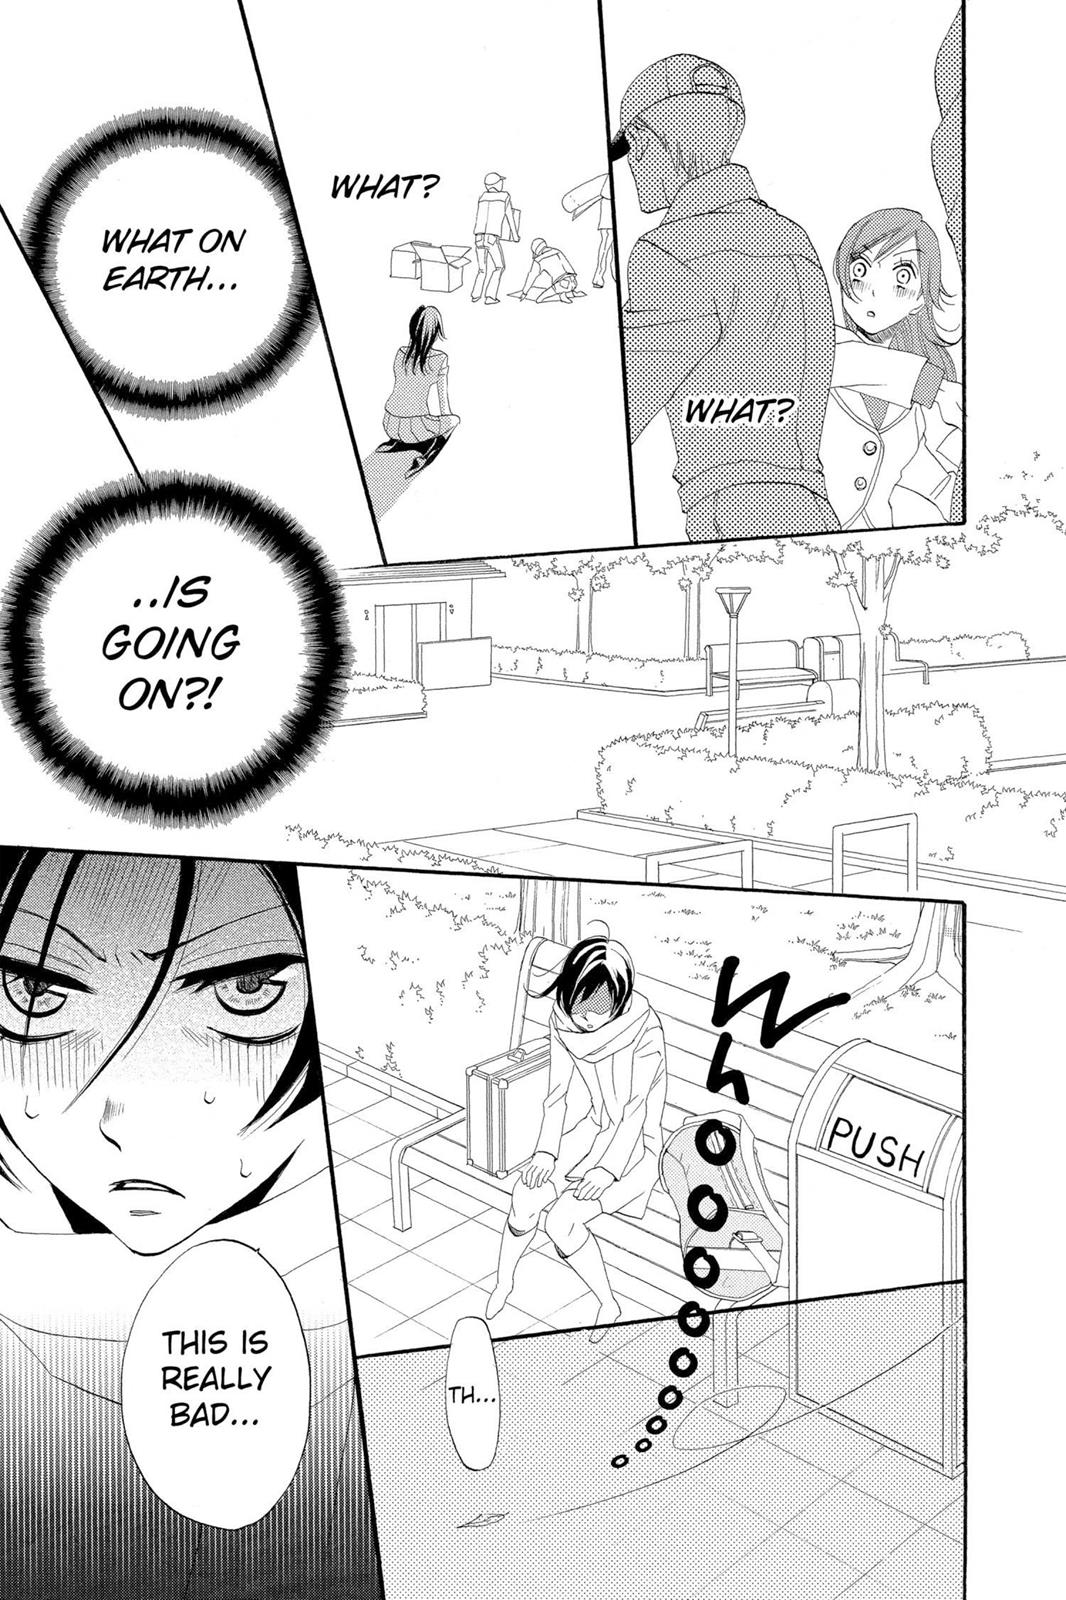 WHAT?
WHAT?
WHAT ON
EARTH...
..IS
GOING
ON?!
Whoooooooooo
PUSH
TH...
THIS IS
REALLY
BAD...